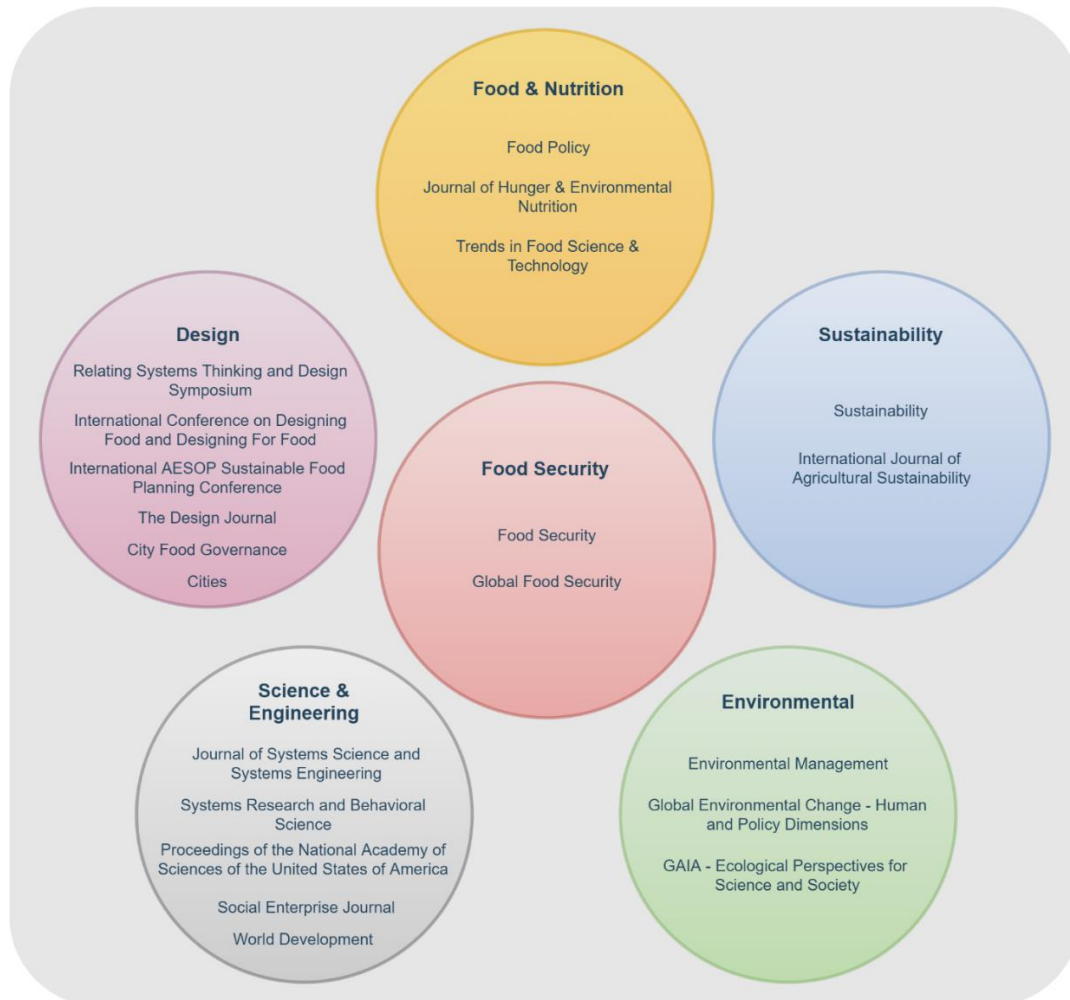 Food & Nutrition
Food Policy
Journal of Hunger & Environmental
Nutrition
Trends in Food Science &
Technology
Design
Relating Systems Thinking and Design
Symposium
International Conference on Designing
Food and Designing For Food
International AESOP Sustainable Food
Planning Conference
The Design Journal
City Food Governance
Cities
Sustainability
Sustainability
International Journal of
Agricultural Sustainability
Food Security
Food Security
Global Food Security
Science &
Engineering
Journal of Systems Science and
Systems Engineering
Systems Research and Behavioral
Science
Proceedings of the National Academy of
Sciences of the United States of America
Social Enterprise Journal
World Development
Environmental
Environmental Management
Global Environmental Change - Human
and Policy Dimensions
GAIA - Ecological Perspectives for
Science and Society